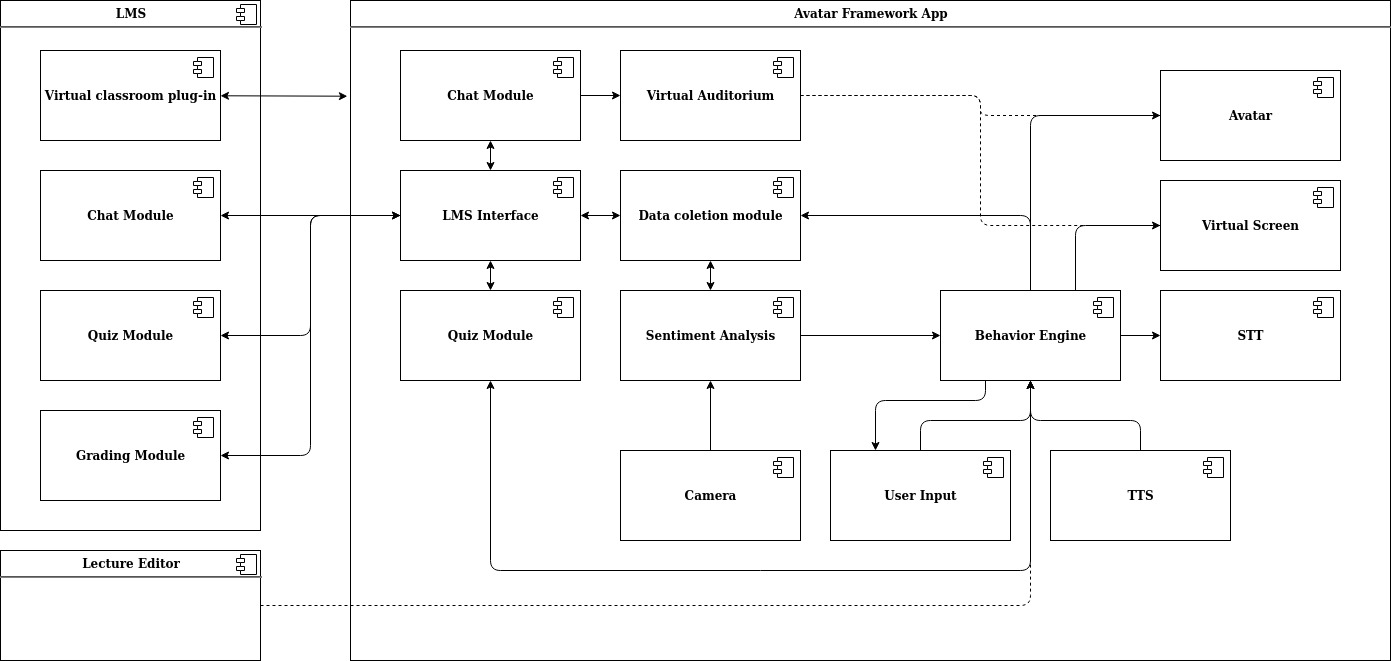 LMS
Virtual classroom plug-in
Chat Module
Quiz Module
Grading Module
Lecture Editor
Avatar Framework App
Chat Module
Virtual Auditorium
Avatar
LMS Interface
Data coletion module
Virtual Screen
Quiz Module
Sentiment Analysis
Behavior Engine
STT
Camera
User Input
TTS